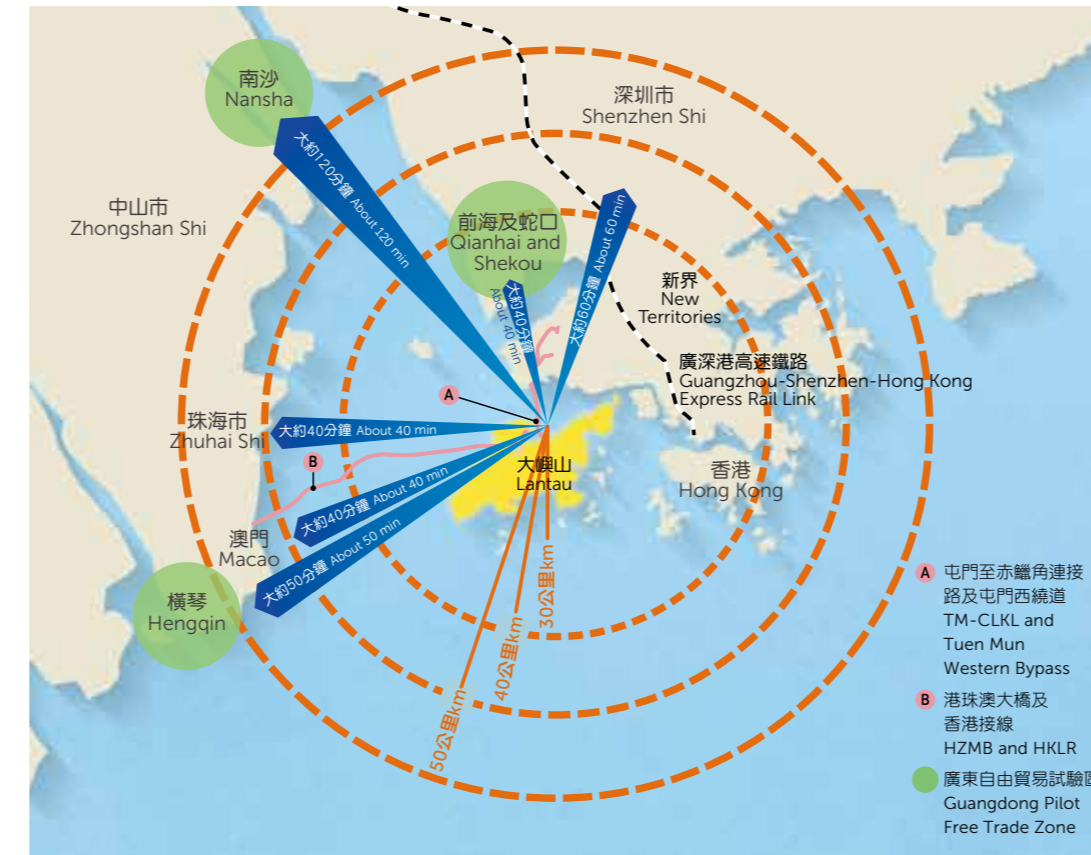 南沙
Nansha
深圳市
Shenzhen Shi
大約120分鐘 About 120 min
中山市
Zhongshan Shi
前海及蛇口
Qianhai and
Shekou
大約60分鐘 About 60 min
大約40分鐘
About 40 min
新界
New
Territories
廣深港高速鐵路
Guangzhou-Shenzhen-Hong Kong
Express Rail Link
A
珠海市
Zhuhai Shi
大約40分鐘 About 40 min
B
大嶼山
Lantau
香港
Hong Kong
大約40分鐘 About 40 min
澳門
Macao
大約50分鐘 About 50 min
橫琴
Hengqin
30公里km
40公里km
50公里km
A 屯門至赤鱲角連接
路及屯門西繞道
TM-CLKL and
Tuen Mun
Western Bypass
B 港珠澳大橋及
香港接線
HZMB and HKLR
廣東自由貿易試驗區
Guangdong Pilot
Free Trade Zone